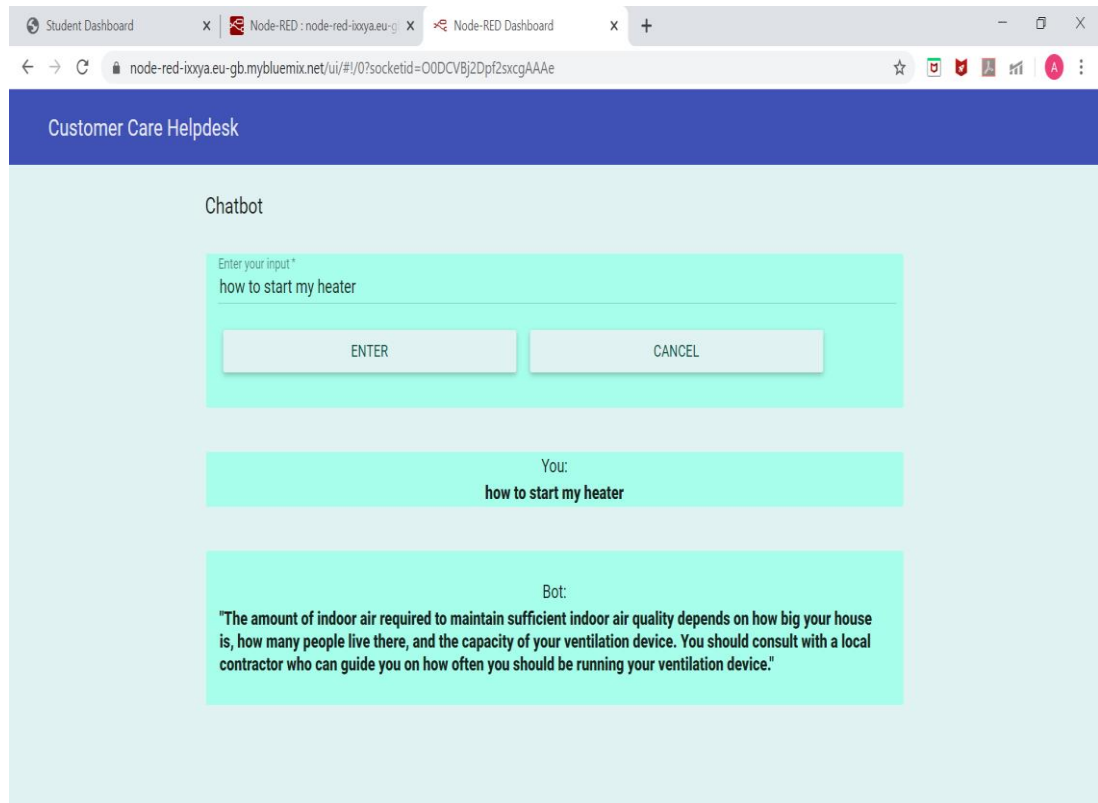 Student Dashboard
Node-RED : node-red-ixxya.eu-g
Node-RED Dashboard
node-red-ixxya.eu-gb.mybluemix.net/ui/#!/0?socketid=O0DCVBj2Dpf2sxcgAAAe
A
Customer Care Helpdesk
Chatbot
Enter your input *
how to start my heater
ENTER
CANCEL
You:
how to start my heater
Bot:
"The amount of indoor air required to maintain sufficient indoor air quality depends on how big your house
is, how many people live there, and the capacity of your ventilation device. You should consult with a local
contractor who can guide you on how often you should be running your ventilation device."